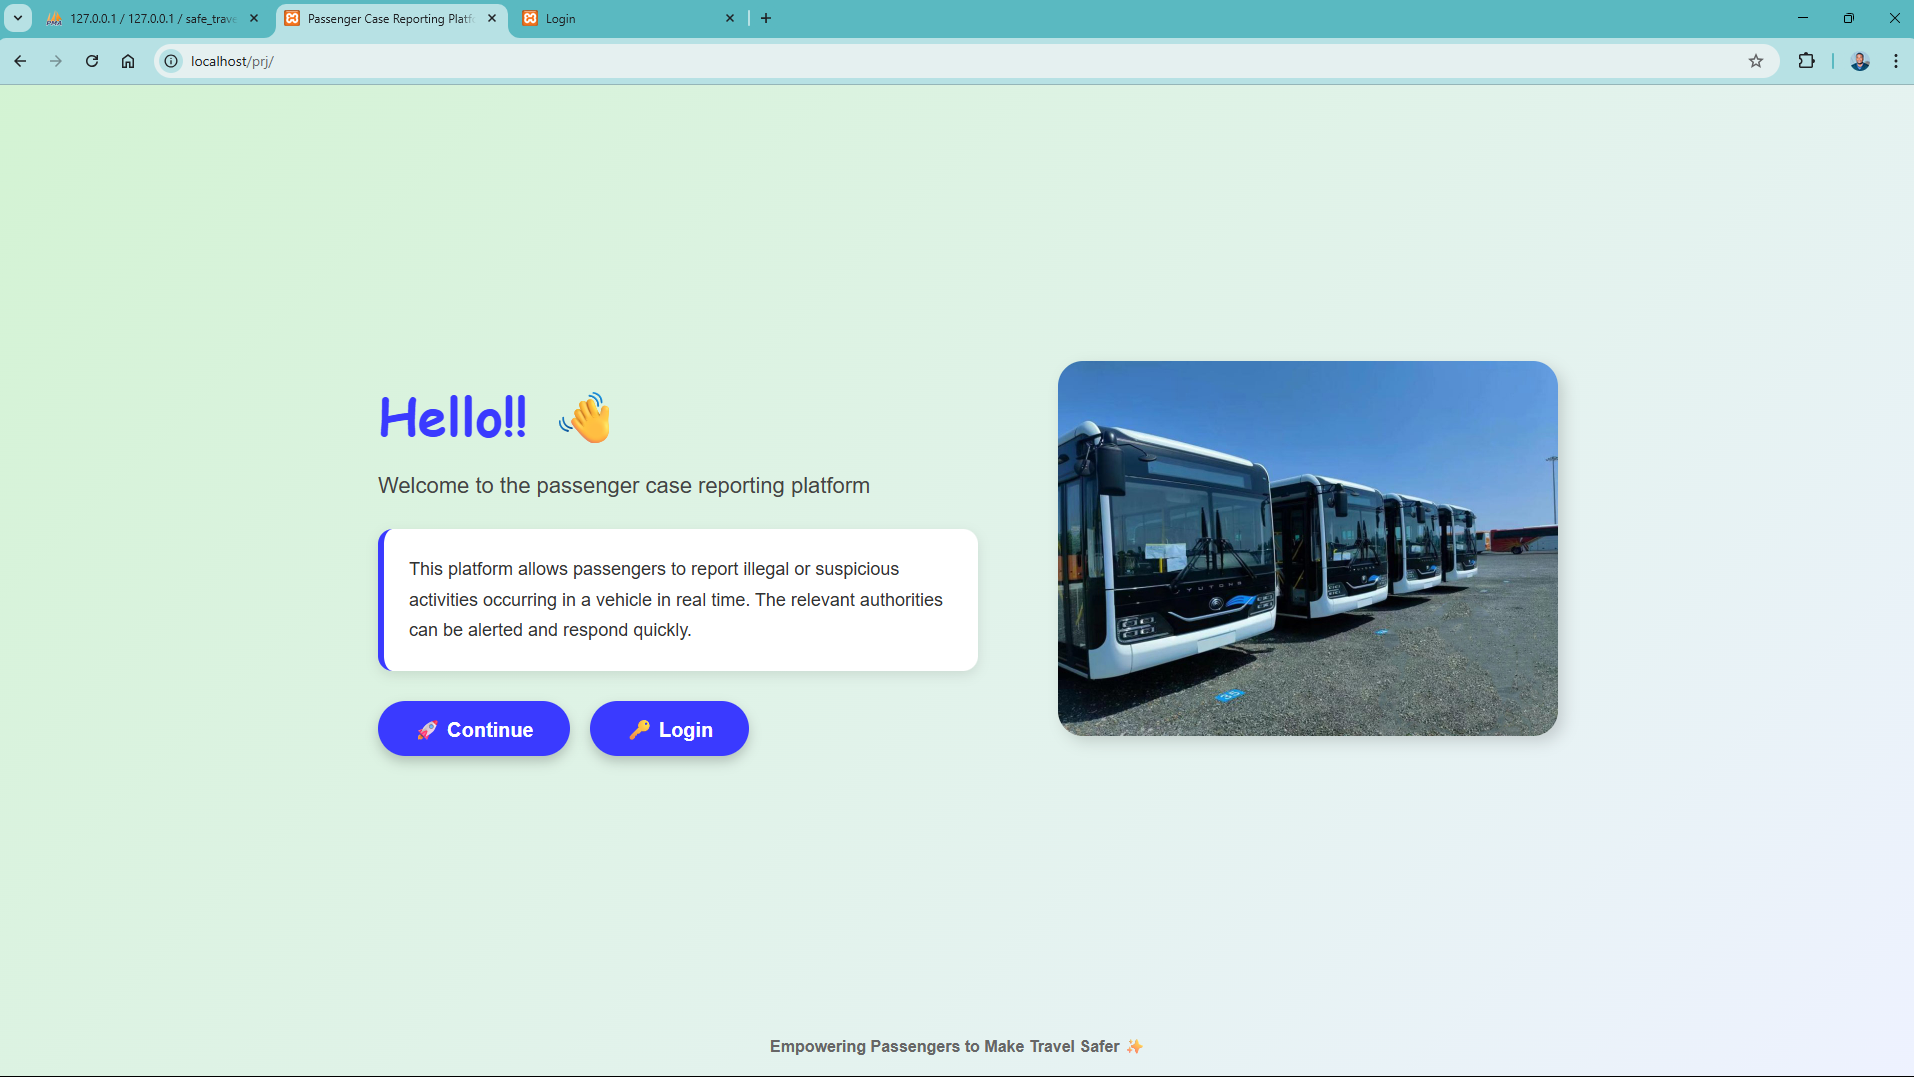 127.0.0.1 / 127.0.0.1 / safe_trave
Passenger Case Reporting Platf
Login
localhost/prj/
Hello!! 👋
Welcome to the passenger case reporting platform
This platform allows passengers to report illegal or suspicious
activities occurring in a vehicle in real time. The relevant authorities
can be alerted and respond quickly.
🚀 Continue
🔑 Login
YUTONG
Empowering Passengers to Make Travel Safer ✨